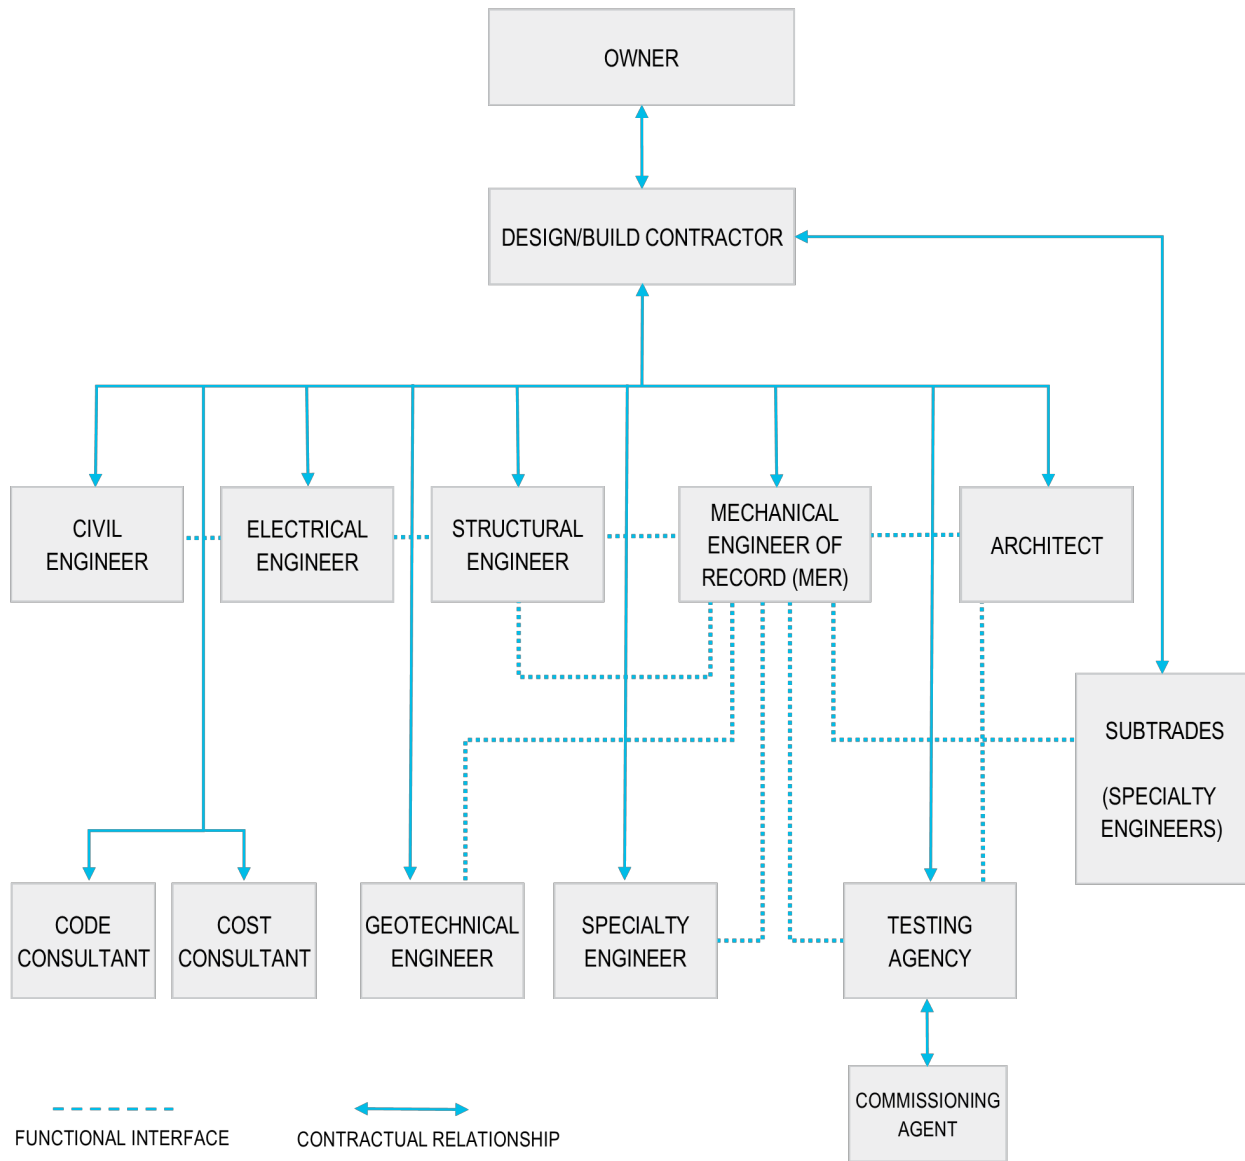 OWNER
DESIGN/BUILD CONTRACTOR
CIVIL
ENGINEER
ELECTRICAL
ENGINEER
STRUCTURAL
ENGINEER
MECHANICAL
ENGINEER OF
RECORD (MER)
ARCHITECT
SUBTRADES
(SPECIALTY
ENGINEERS)
CODE
CONSULTANT
COST
CONSULTANT
GEOTECHNICAL
ENGINEER
SPECIALTY
ENGINEER
TESTING
AGENCY
COMMISSIONING
AGENT
FUNCTIONAL INTERFACE
CONTRACTUAL RELATIONSHIP